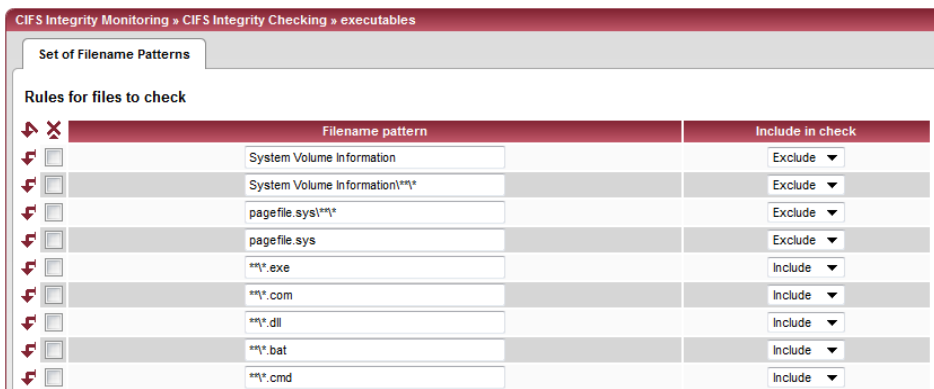 CIFS Integrity Monitoring » CIFS Integrity Checking » executables
Set of Filename Patterns
Rules for files to check
Filename pattern Include in check
System Volume Information Exclude
System Volume Information\**\* Exclude
pagefile.sys\**\* Exclude
pagefile.sys Exclude
**\*.exe Include
**\*.com Include
**\*.dll Include
**\*.bat Include
**\*.cmd Include